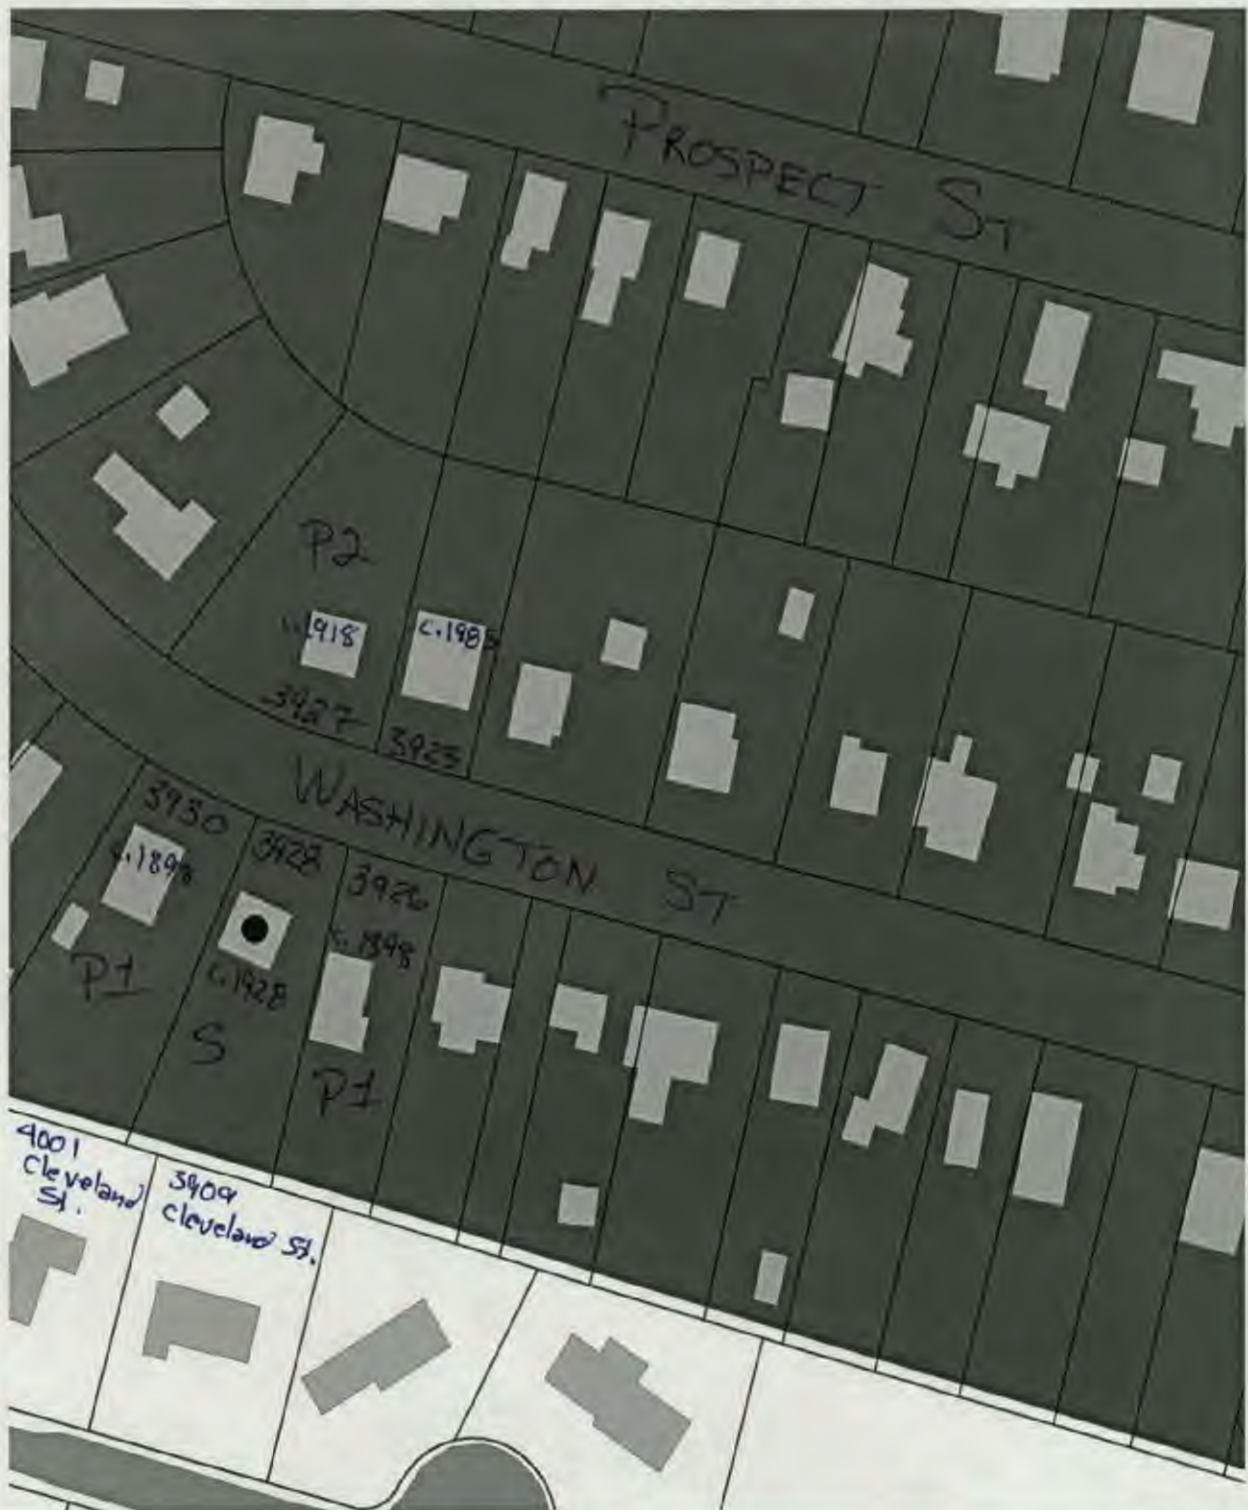 PROSPECT ST
P2
c.1918
c.1985
3927
3925
WASHINGTON ST
3930
3928
3926
c.1898
c.1898
c.1928
P1
S
P1
4001
Cleveland
St.
3909
Cleveland St.